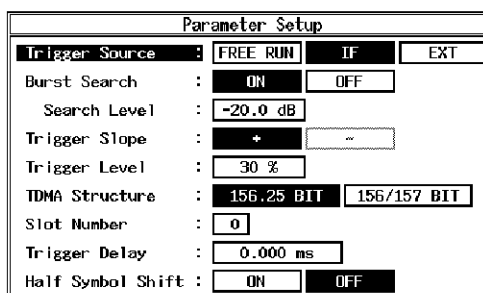 Parameter Setup
Trigger Source : FREE RUN IF EXT
Burst Search : ON OFF
Search Level : -20.0 dB
Trigger Slope : + -
Trigger Level : 30 %
TDMA Structure : 156.25 BIT 156/157 BIT
Slot Number : 0
Trigger Delay : 0.000 ms
Half Symbol Shift : ON OFF